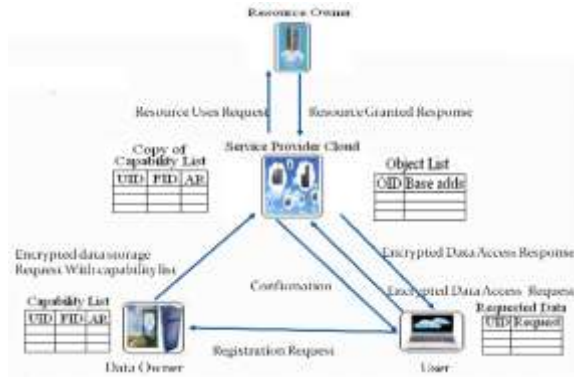 Resource Owner
Resource Uses Request
Resource Granted Response
Copy of
Capability List
UID FID AR
Service Provider Cloud
Object List
OID Base adds
Encrypted data storage
Request With capability list
Encrypted Data Access Response
Confirmation
Encrypted Data Access Request
Capability List
UID FID AR
Requested Data
UID Request
Registration Request
Data Owner
User